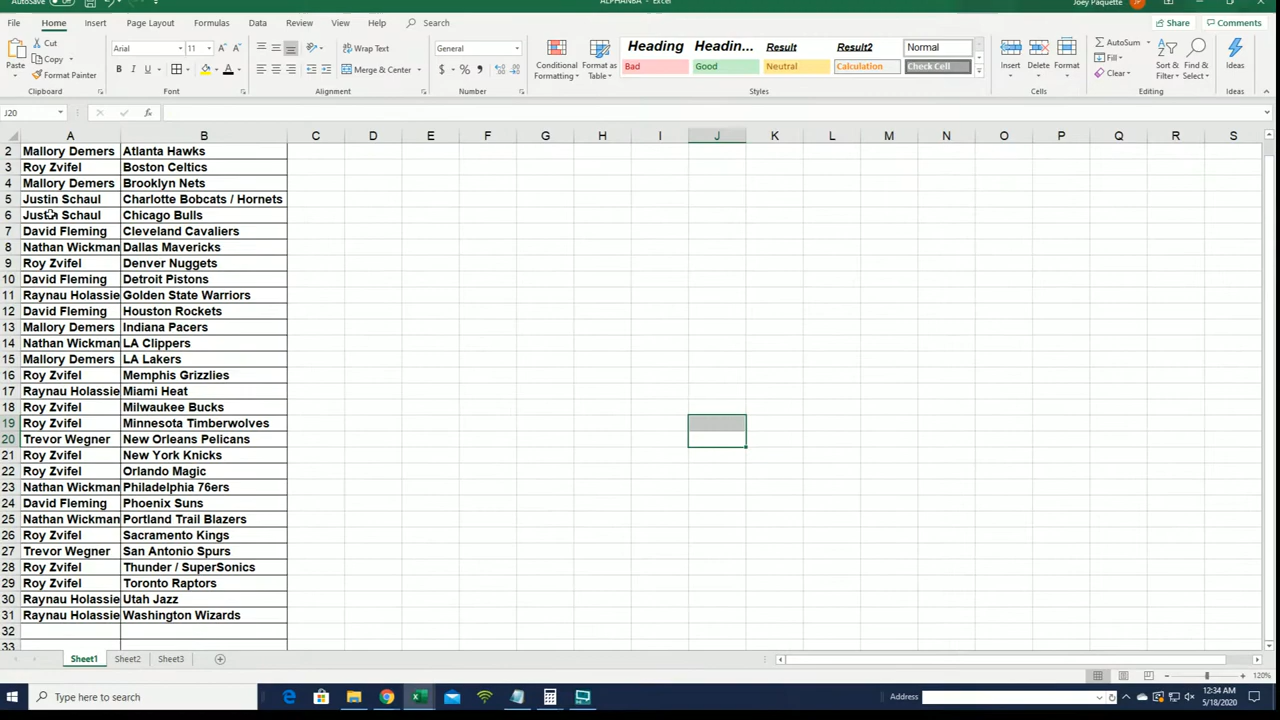 AutoSave Off ALPHANBA - Excel Joey Paquette
File Home Insert Page Layout Formulas Data Review View Help Search Share Comments
Cut Arial 11 Wrap Text General Heading Headin... Result Result2 Normal AutoSum
Copy Fill
Paste Format Painter Merge & Center Conditional Formatting Format as Table Bad Good Neutral Calculation Check Cell Insert Delete Format Clear Sort & Filter Find & Select Ideas
Clipboard Font Alignment Number Styles Cells Editing Ideas
J20
A B C D E F G H I J K L M N O P Q R S
2 Mallory Demers Atlanta Hawks
3 Roy Zvifel Boston Celtics
4 Mallory Demers Brooklyn Nets
5 Justin Schaul Charlotte Bobcats / Hornets
6 Justin Schaul Chicago Bulls
7 David Fleming Cleveland Cavaliers
8 Nathan Wickman Dallas Mavericks
9 Roy Zvifel Denver Nuggets
10 David Fleming Detroit Pistons
11 Raynau Holassie Golden State Warriors
12 David Fleming Houston Rockets
13 Mallory Demers Indiana Pacers
14 Nathan Wickman LA Clippers
15 Mallory Demers LA Lakers
16 Roy Zvifel Memphis Grizzlies
17 Raynau Holassie Miami Heat
18 Roy Zvifel Milwaukee Bucks
19 Roy Zvifel Minnesota Timberwolves
20 Trevor Wegner New Orleans Pelicans
21 Roy Zvifel New York Knicks
22 Roy Zvifel Orlando Magic
23 Nathan Wickman Philadelphia 76ers
24 David Fleming Phoenix Suns
25 Nathan Wickman Portland Trail Blazers
26 Roy Zvifel Sacramento Kings
27 Trevor Wegner San Antonio Spurs
28 Roy Zvifel Thunder / SuperSonics
29 Roy Zvifel Toronto Raptors
30 Raynau Holassie Utah Jazz
31 Raynau Holassie Washington Wizards
32
33
Sheet1 Sheet2 Sheet3
120%
Type here to search Address 12:34 AM
5/18/2020